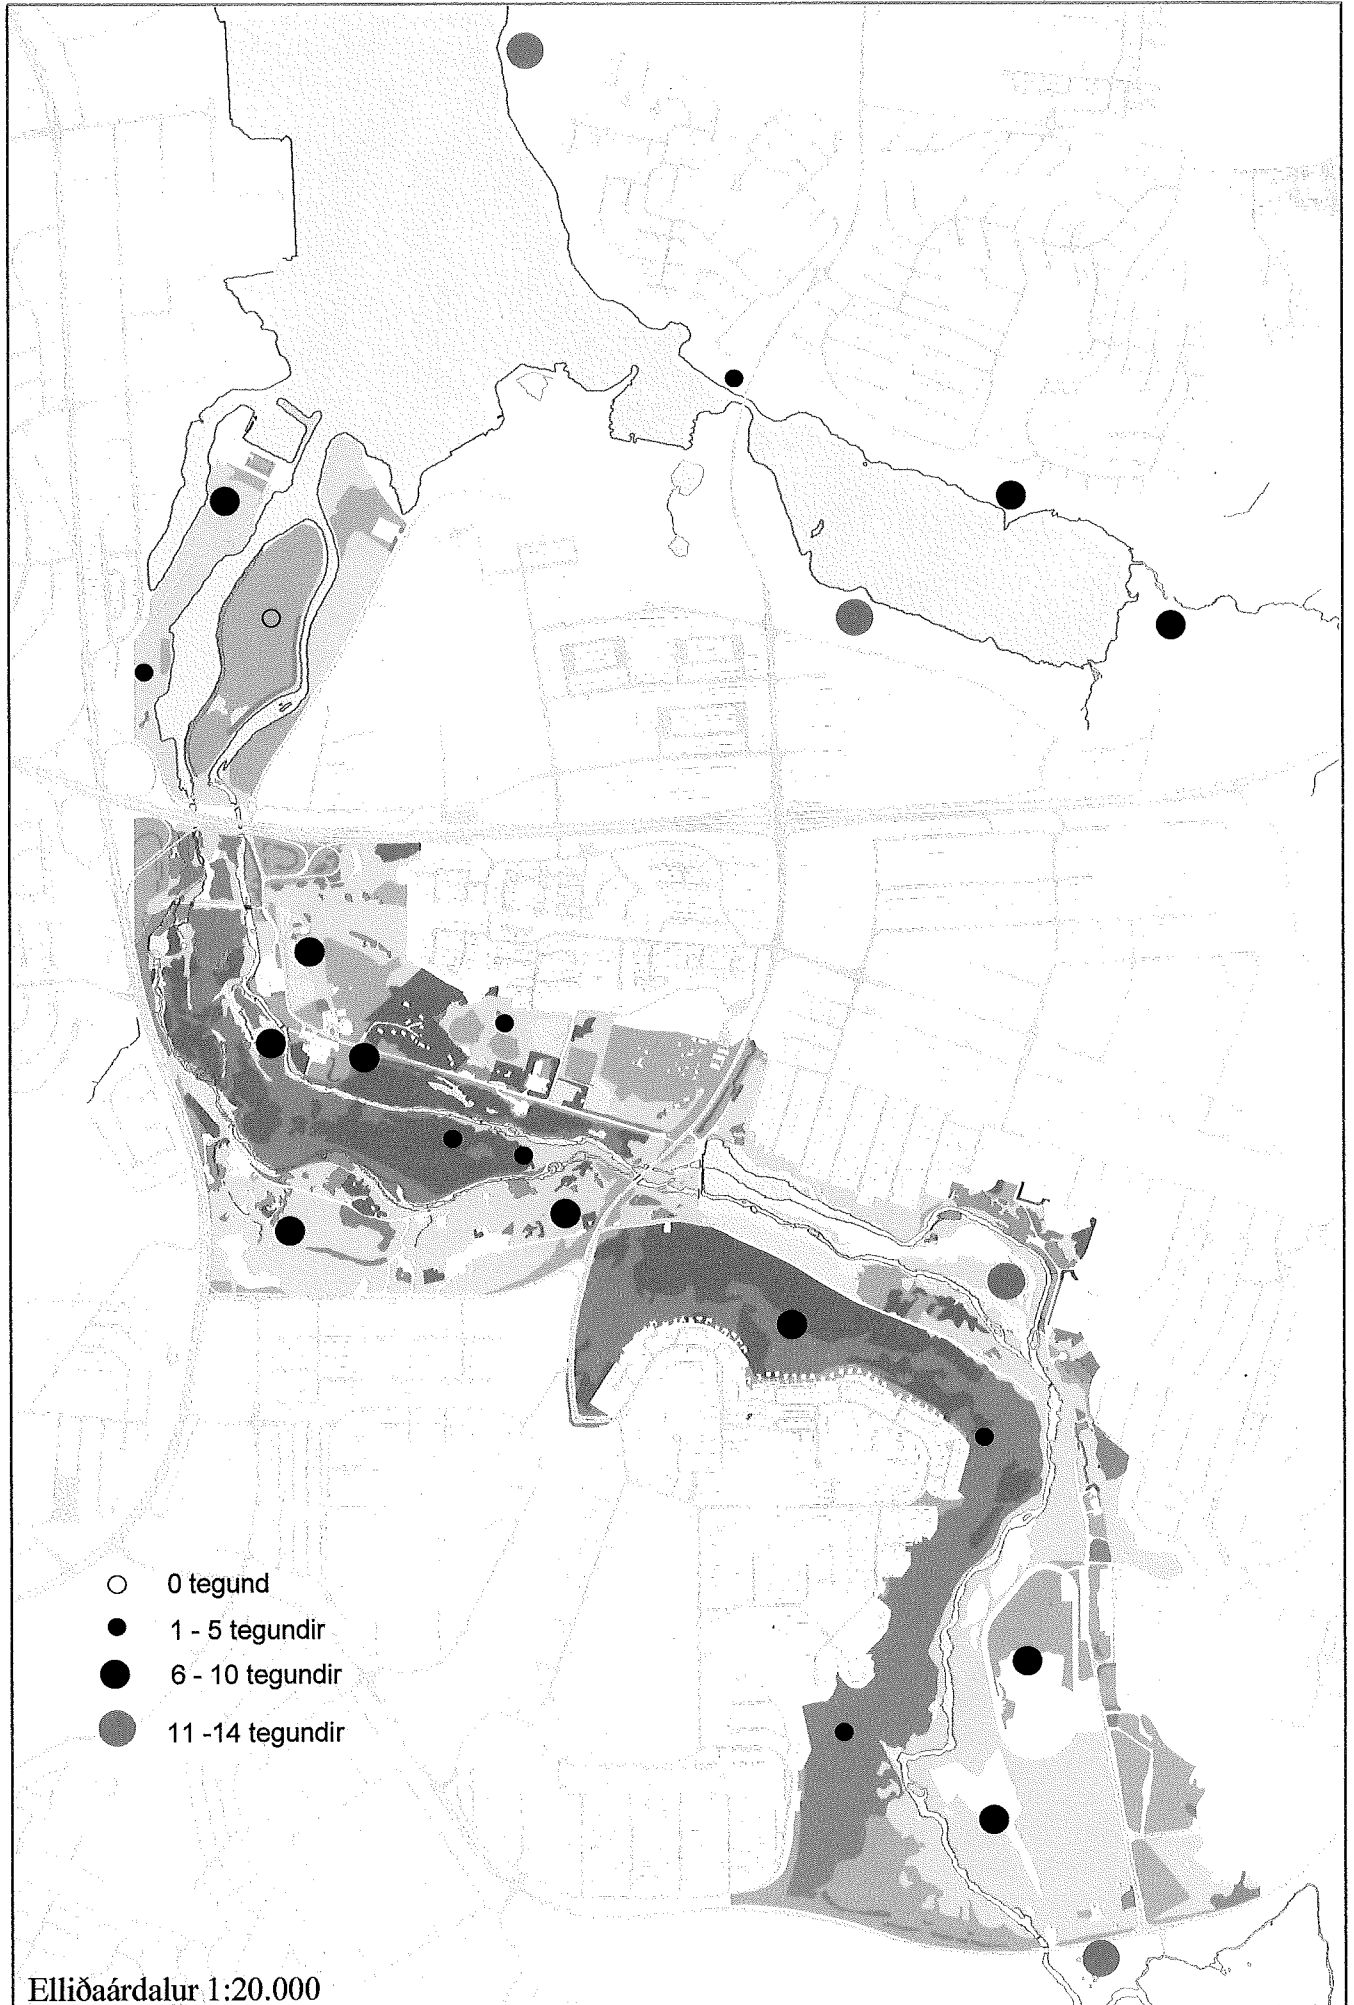 0 tegund
1 - 5 tegundir
6 - 10 tegundir
11 -14 tegundir
Elliðaárdalur 1:20.000